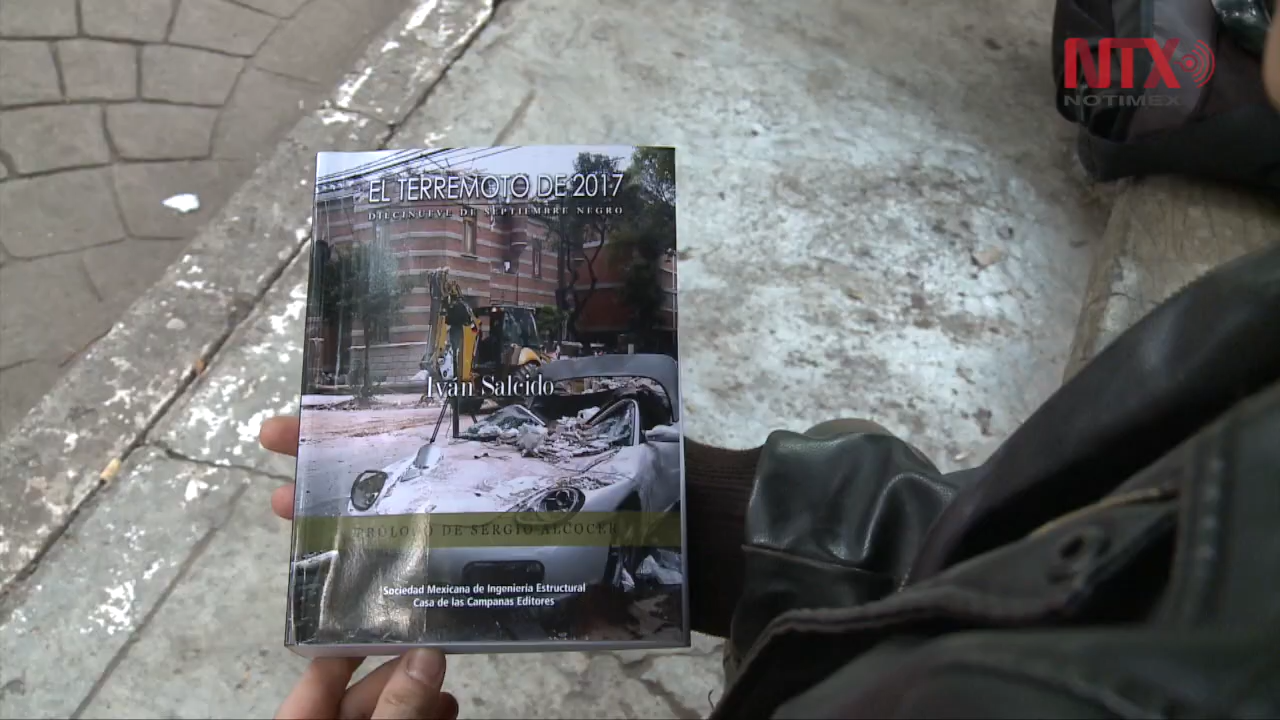 NTX
NOTIMEX
EL TERREMOTO DE 2017
DIECINUEVE DE SEPTIEMBRE NEGRO
Iván Salcido
PRÓLOGO DE SERGIO ALCOCER
Sociedad Mexicana de Ingeniería Estructural
Casa de las Campanas Editores